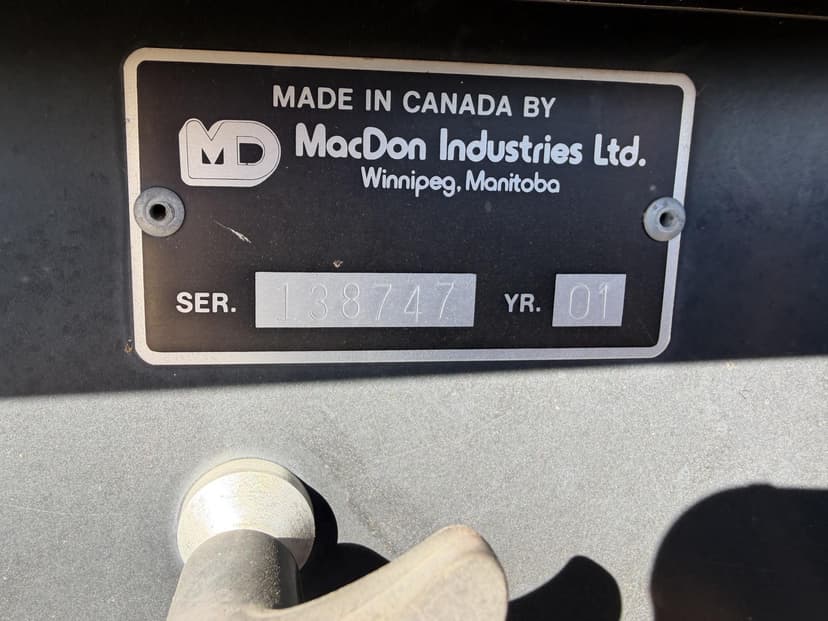 MADE IN CANADA BY
MD MacDon Industries Ltd.
Winnipeg, Manitoba
SER. 138747 YR. 01